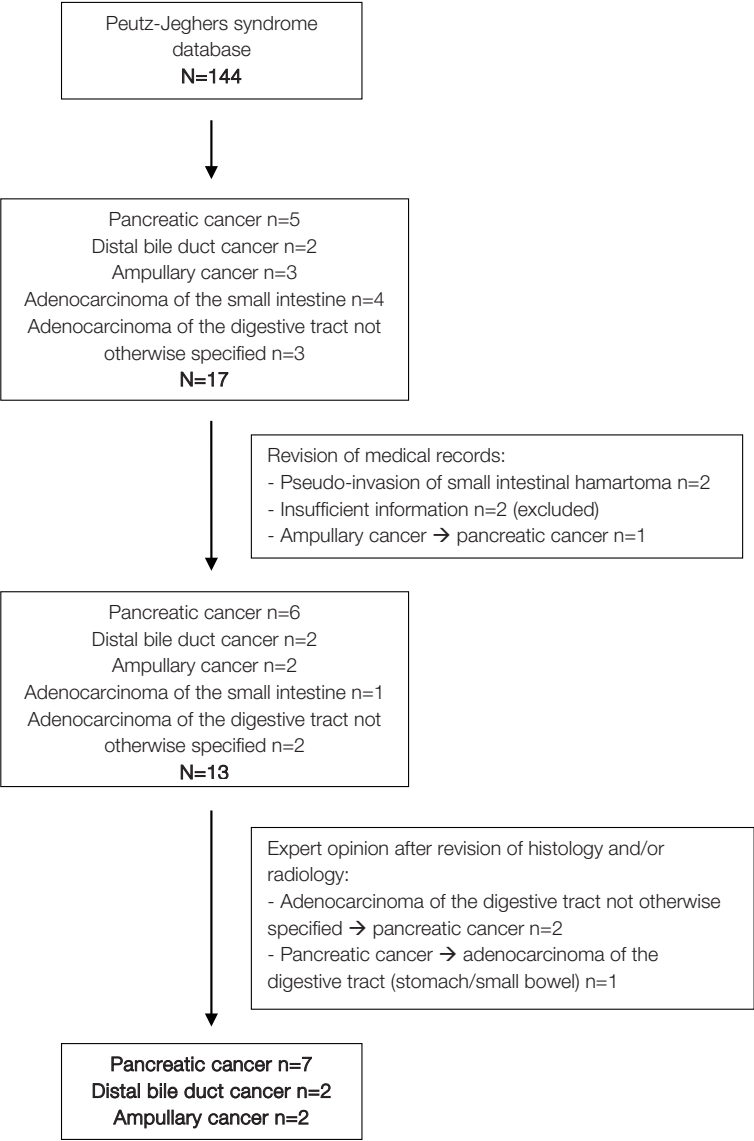 Peutz-Jeghers syndrome
database
N=144
Pancreatic cancer n=5
Distal bile duct cancer n=2
Ampullary cancer n=3
Adenocarcinoma of the small intestine n=4
Adenocarcinoma of the digestive tract not
otherwise specified n=3
N=17
Revision of medical records:
- Pseudo-invasion of small intestinal hamartoma n=2
- Insufficient information n=2 (excluded)
- Ampullary cancer → pancreatic cancer n=1
Pancreatic cancer n=6
Distal bile duct cancer n=2
Ampullary cancer n=2
Adenocarcinoma of the small intestine n=1
Adenocarcinoma of the digestive tract not
otherwise specified n=2
N=13
Expert opinion after revision of histology and/or
radiology:
- Adenocarcinoma of the digestive tract not otherwise
specified → pancreatic cancer n=2
- Pancreatic cancer → adenocarcinoma of the
digestive tract (stomach/small bowel) n=1
Pancreatic cancer n=7
Distal bile duct cancer n=2
Ampullary cancer n=2